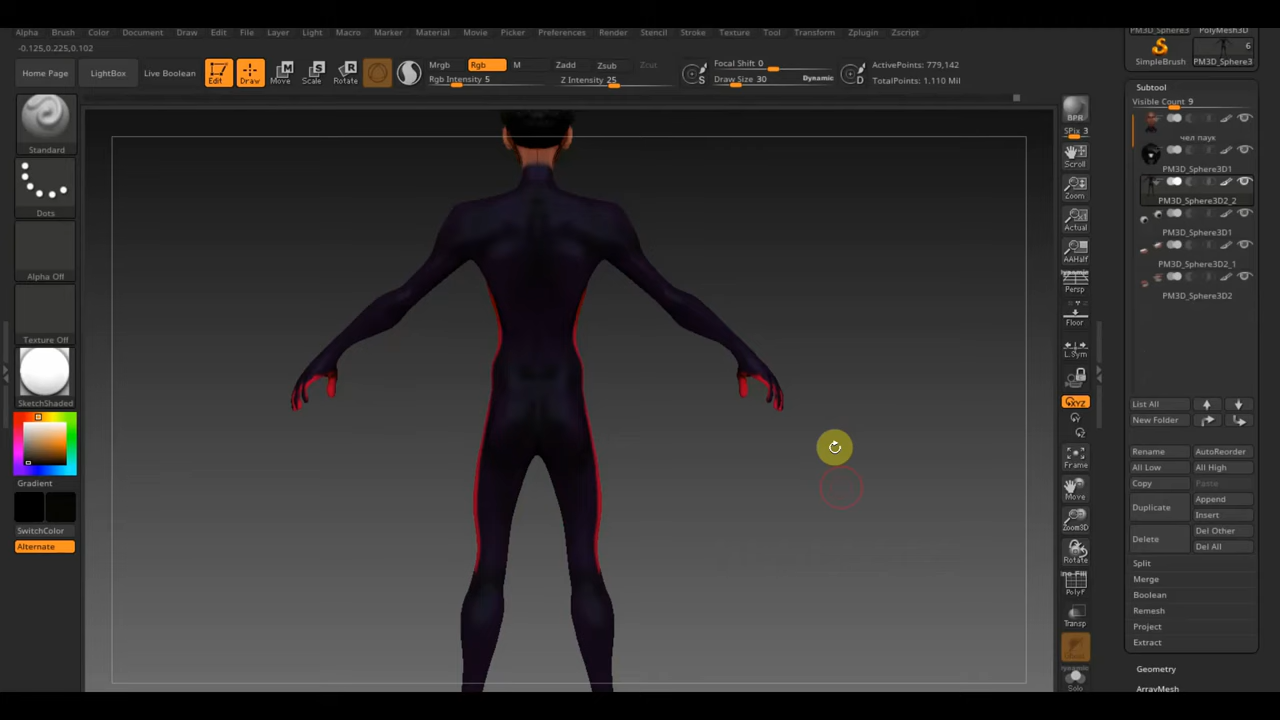 Alpha Brush Color Document Draw Edit File Layer Light Macro Marker Material Movie Picker Preferences Render Stencil Stroke Texture Tool Transform Zplugin Zscript
-0.125,0.225,0.102
Home Page LightBox Live Boolean Edit Draw Move Scale Rotate
Mrgb Rgb M Zadd Zsub Zcut
Rgb Intensity 5 Z Intensity 25
Focal Shift 0
Draw Size 30 Dynamic
ActivePoints: 779,142
TotalPoints: 1.110 Mil
Standard
Dots
Alpha Off
Texture Off
SketchShaded
Gradient
SwitchColor
Alternate
BPR
SPix 3
Scroll
Zoom
Actual
AAHalf
Dynamic
Persp
Floor
L.Sym
XYZ
Y
Z
Frame
Move
Zoom3D
Rotate
PolyF
Transp
Solo
PM3D_Sphere3 PolyMesh3D
6
SimpleBrush PM3D_Sphere3
Subtool
Visible Count 9
чел паук
PM3D_Sphere3D1
PM3D_Sphere3D2_2
PM3D_Sphere3D1
PM3D_Sphere3D2_1
PM3D_Sphere3D2
List All
New Folder
Rename AutoReorder
All Low All High
Copy Paste
Duplicate Append
Insert
Delete Del Other
Del All
Split
Merge
Boolean
Remesh
Project
Extract
Geometry
ArrayMesh